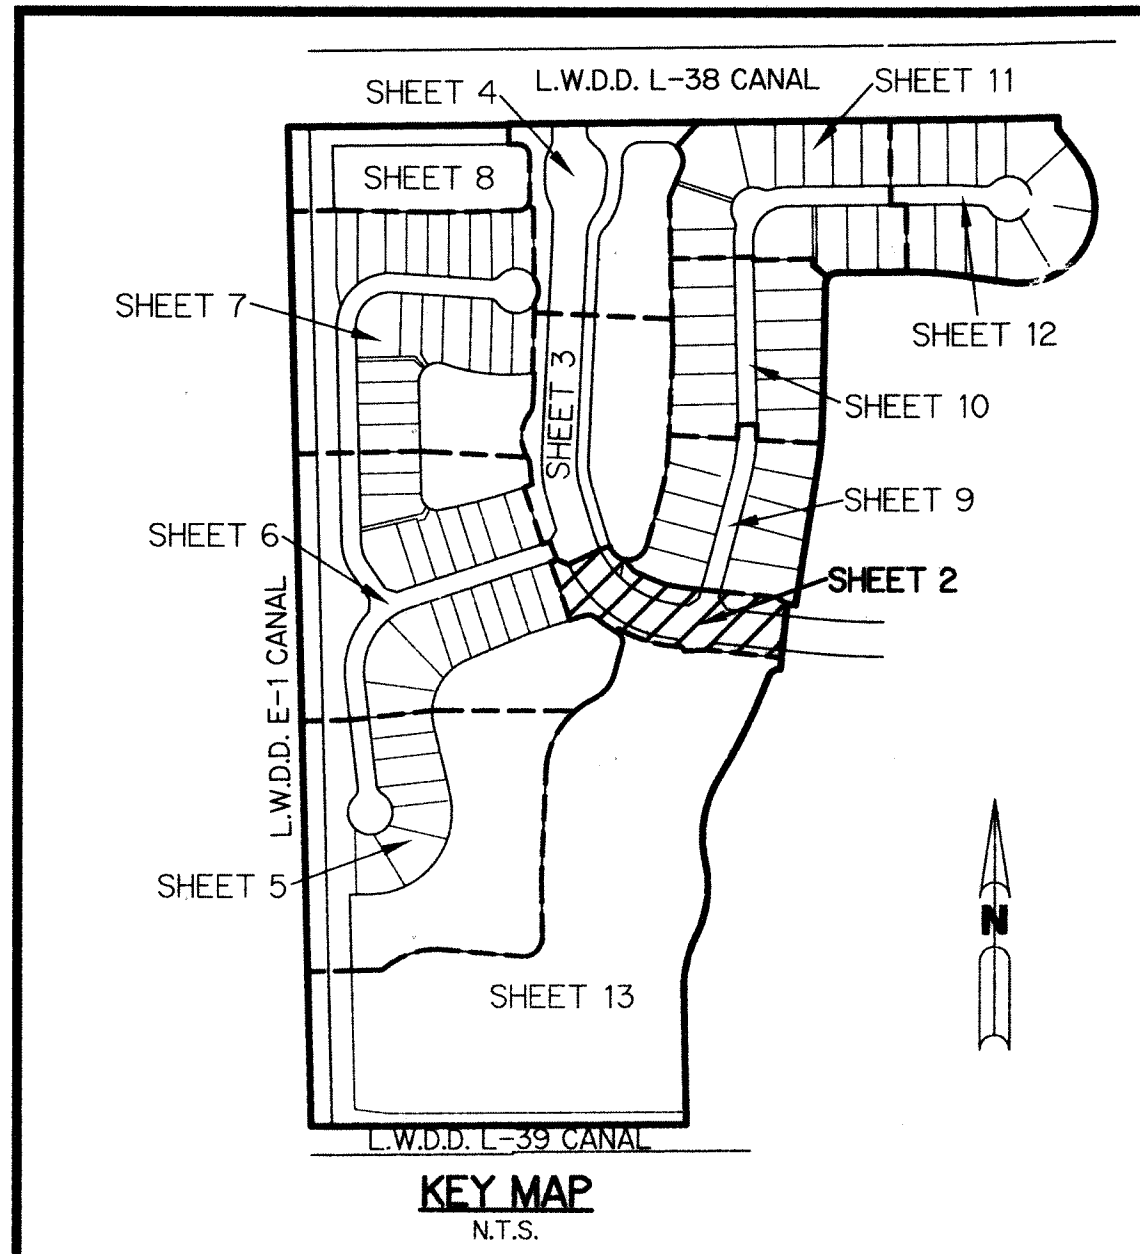 L.W.D.D. L-38 CANAL
SHEET 4
SHEET 11
SHEET 8
SHEET 7
SHEET 3
SHEET 12
SHEET 10
SHEET 9
SHEET 6
SHEET 2
L.W.D.D. E-1 CANAL
SHEET 5
N
SHEET 13
L.W.D.D. L-39 CANAL
KEY MAP
N.T.S.